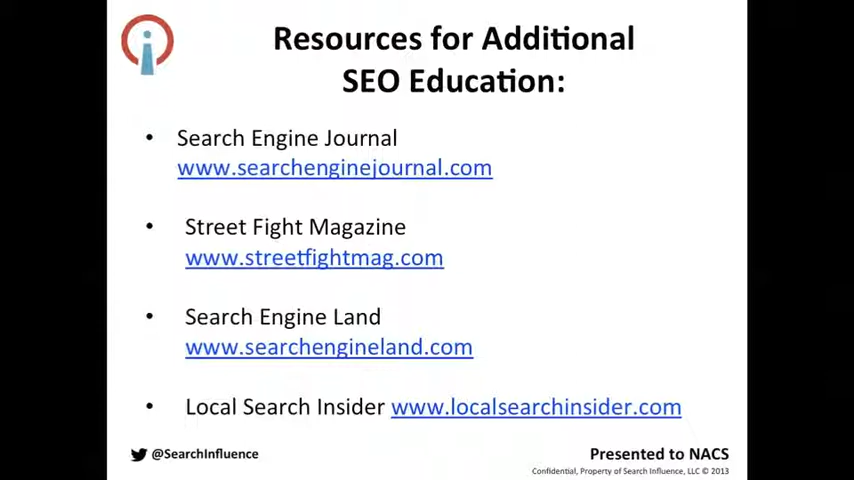 Resources for Additional
SEO Education:
• Search Engine Journal
www.searchenginejournal.com
• Street Fight Magazine
www.streetfightmag.com
• Search Engine Land
www.searchengineland.com
• Local Search Insider www.localsearchinsider.com
@SearchInfluence
Presented to NACS
Confidential, Property of Search Influence, LLC © 2013